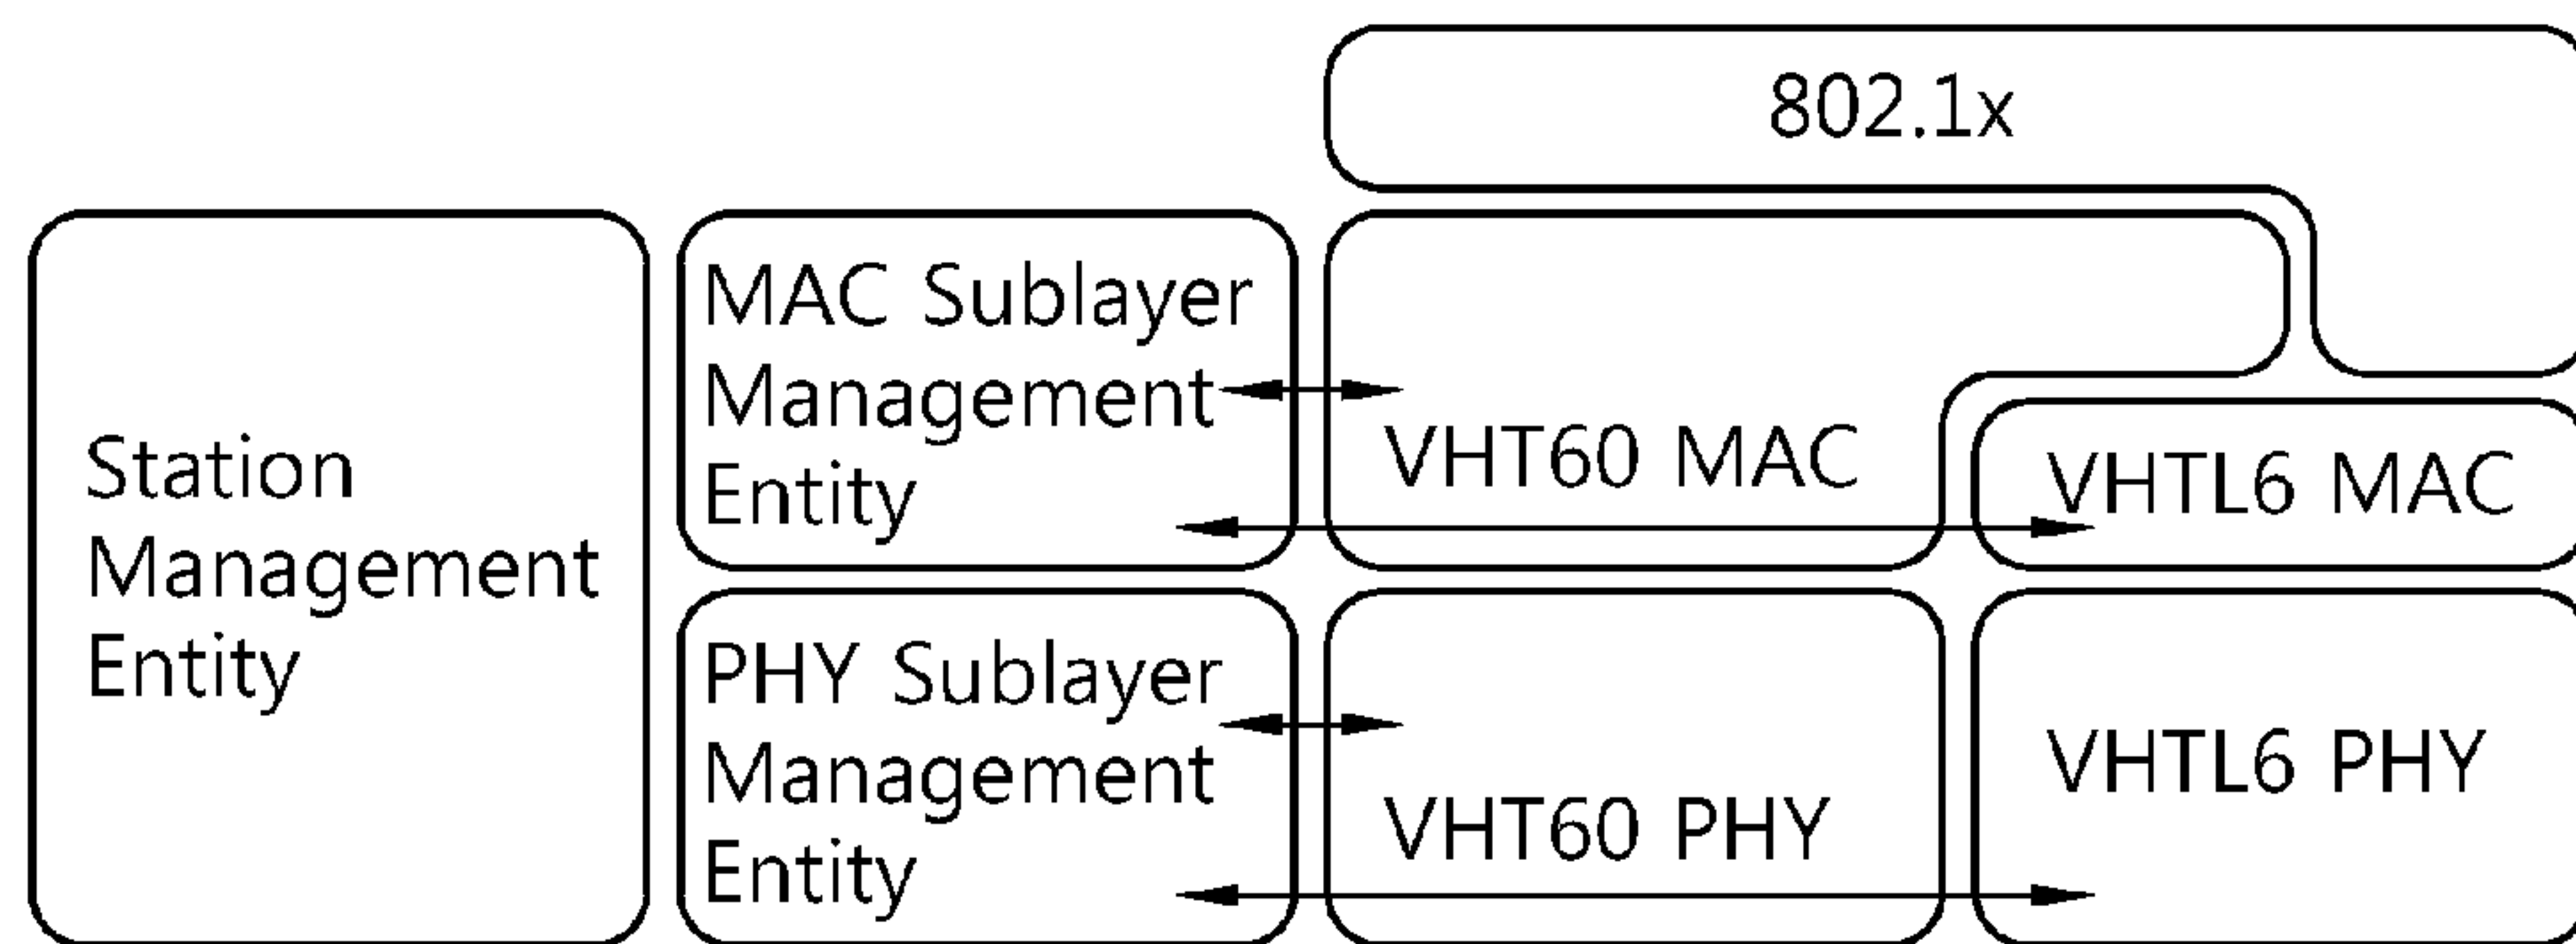 802.1x
Station
Management
Entity
MAC Sublayer
Management
Entity
VHT60 MAC
VHTL6 MAC
PHY Sublayer
Management
Entity
VHT60 PHY
VHTL6 PHY